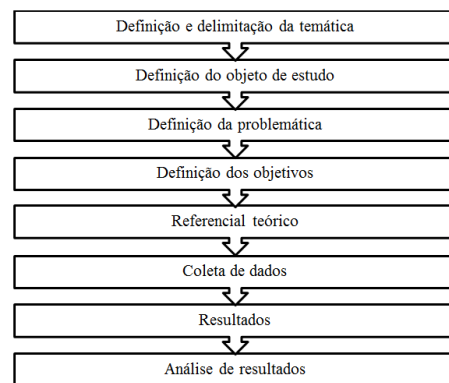 Definição e delimitação da temática
Definição do objeto de estudo
Definição da problemática
Definição dos objetivos
Referencial teórico
Coleta de dados
Resultados
Análise de resultados